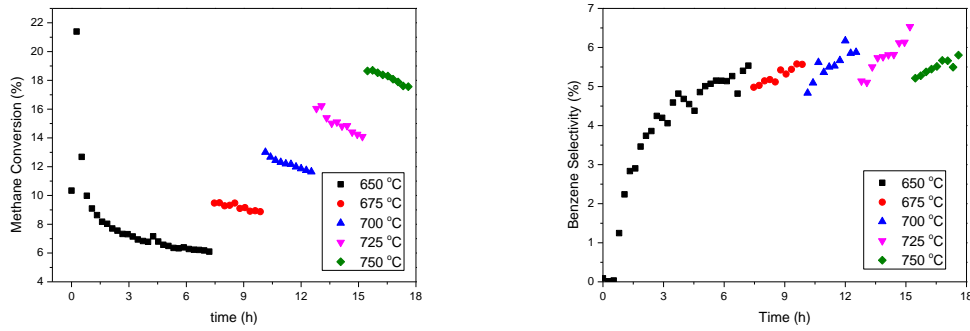 22
20
18
16
14
12
10
8
6
4
Methane Conversion (%)
650 °C
675 °C
700 °C
725 °C
750 °C
0 3 6 9 12 15 18
time (h)
7
6
5
4
3
2
1
0
Benzene Selectivity (%)
650 °C
675 °C
700 °C
725 °C
750 °C
0 3 6 9 12 15 18
Time (h)